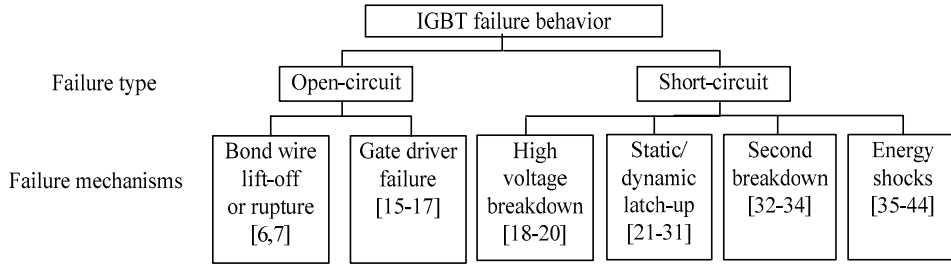 IGBT failure behavior
Failure type
Open-circuit
Short-circuit
Failure mechanisms
Bond wire
lift-off
or rupture
[6,7]
Gate driver
failure
[15-17]
High
voltage
breakdown
[18-20]
Static/
dynamic
latch-up
[21-31]
Second
breakdown
[32-34]
Energy
shocks
[35-44]